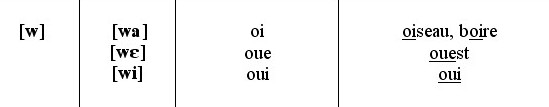 [w] [wa] oi oiseau, boire
[wɛ] oue ouest
[wi] oui oui